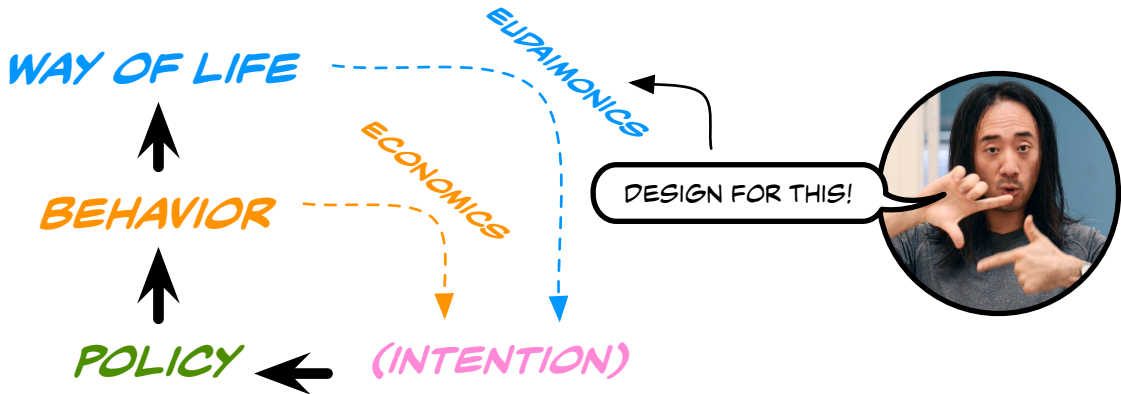 EUDAIMONICS
WAY OF LIFE
ECONOMICS
DESIGN FOR THIS!
BEHAVIOR
POLICY
(INTENTION)